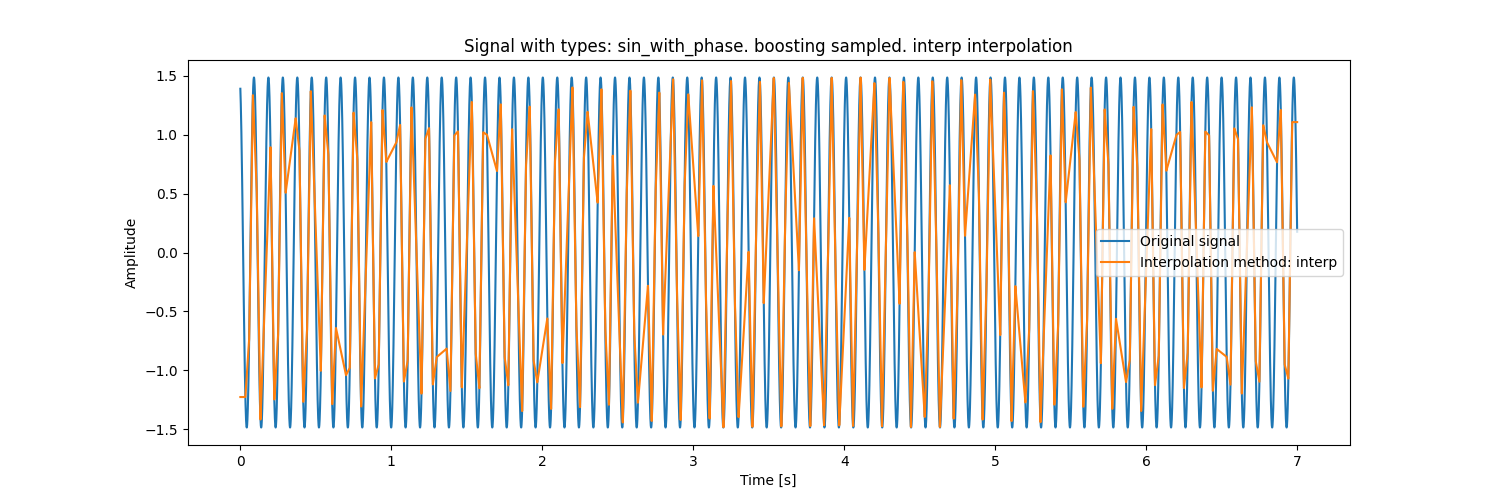 Signal with types: sin_with_phase. boosting sampled. interp interpolation
Amplitude
1.5
1.0
0.5
0.0
−0.5
−1.0
−1.5
Original signal
Interpolation method: interp
0 1 2 3 4 5 6 7
Time [s]